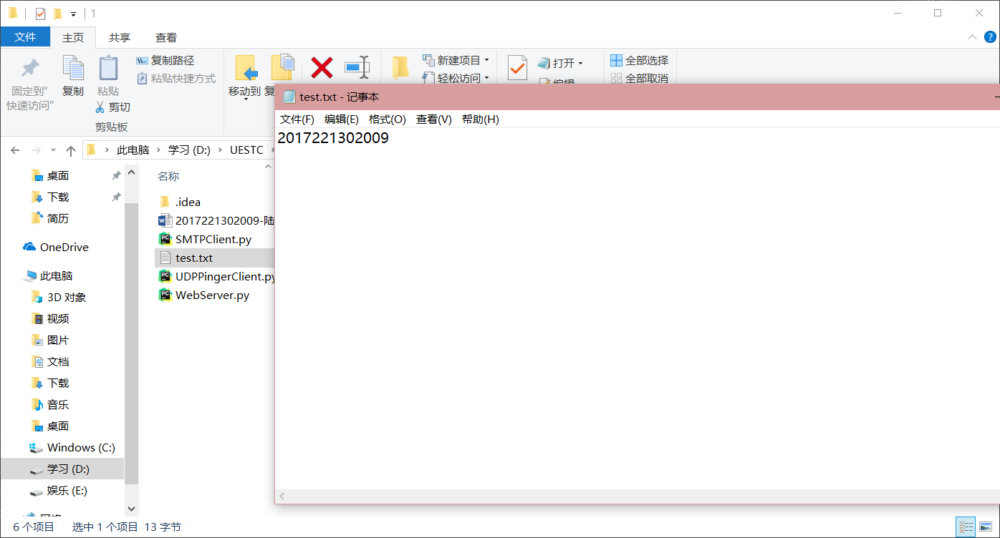 1
文件 主页 共享 查看
固定到"快速访问"
复制
粘贴
复制路径
粘贴快捷方式
剪切
剪贴板
移动到
复
新建项目
轻松访问
打开
编辑
全部选择
全部取消
此电脑 › 学习 (D:) › UESTC ›
桌面
下载
简历
OneDrive
此电脑
3D 对象
视频
图片
文档
下载
音乐
桌面
Windows (C:)
学习 (D:)
娱乐 (E:)
网络
名称
.idea
2017221302009-陆
SMTPClient.py
test.txt
UDPPingerClient.py
WebServer.py
test.txt - 记事本
文件(F) 编辑(E) 格式(O) 查看(V) 帮助(H)
2017221302009
6 个项目 选中 1 个项目 13 字节